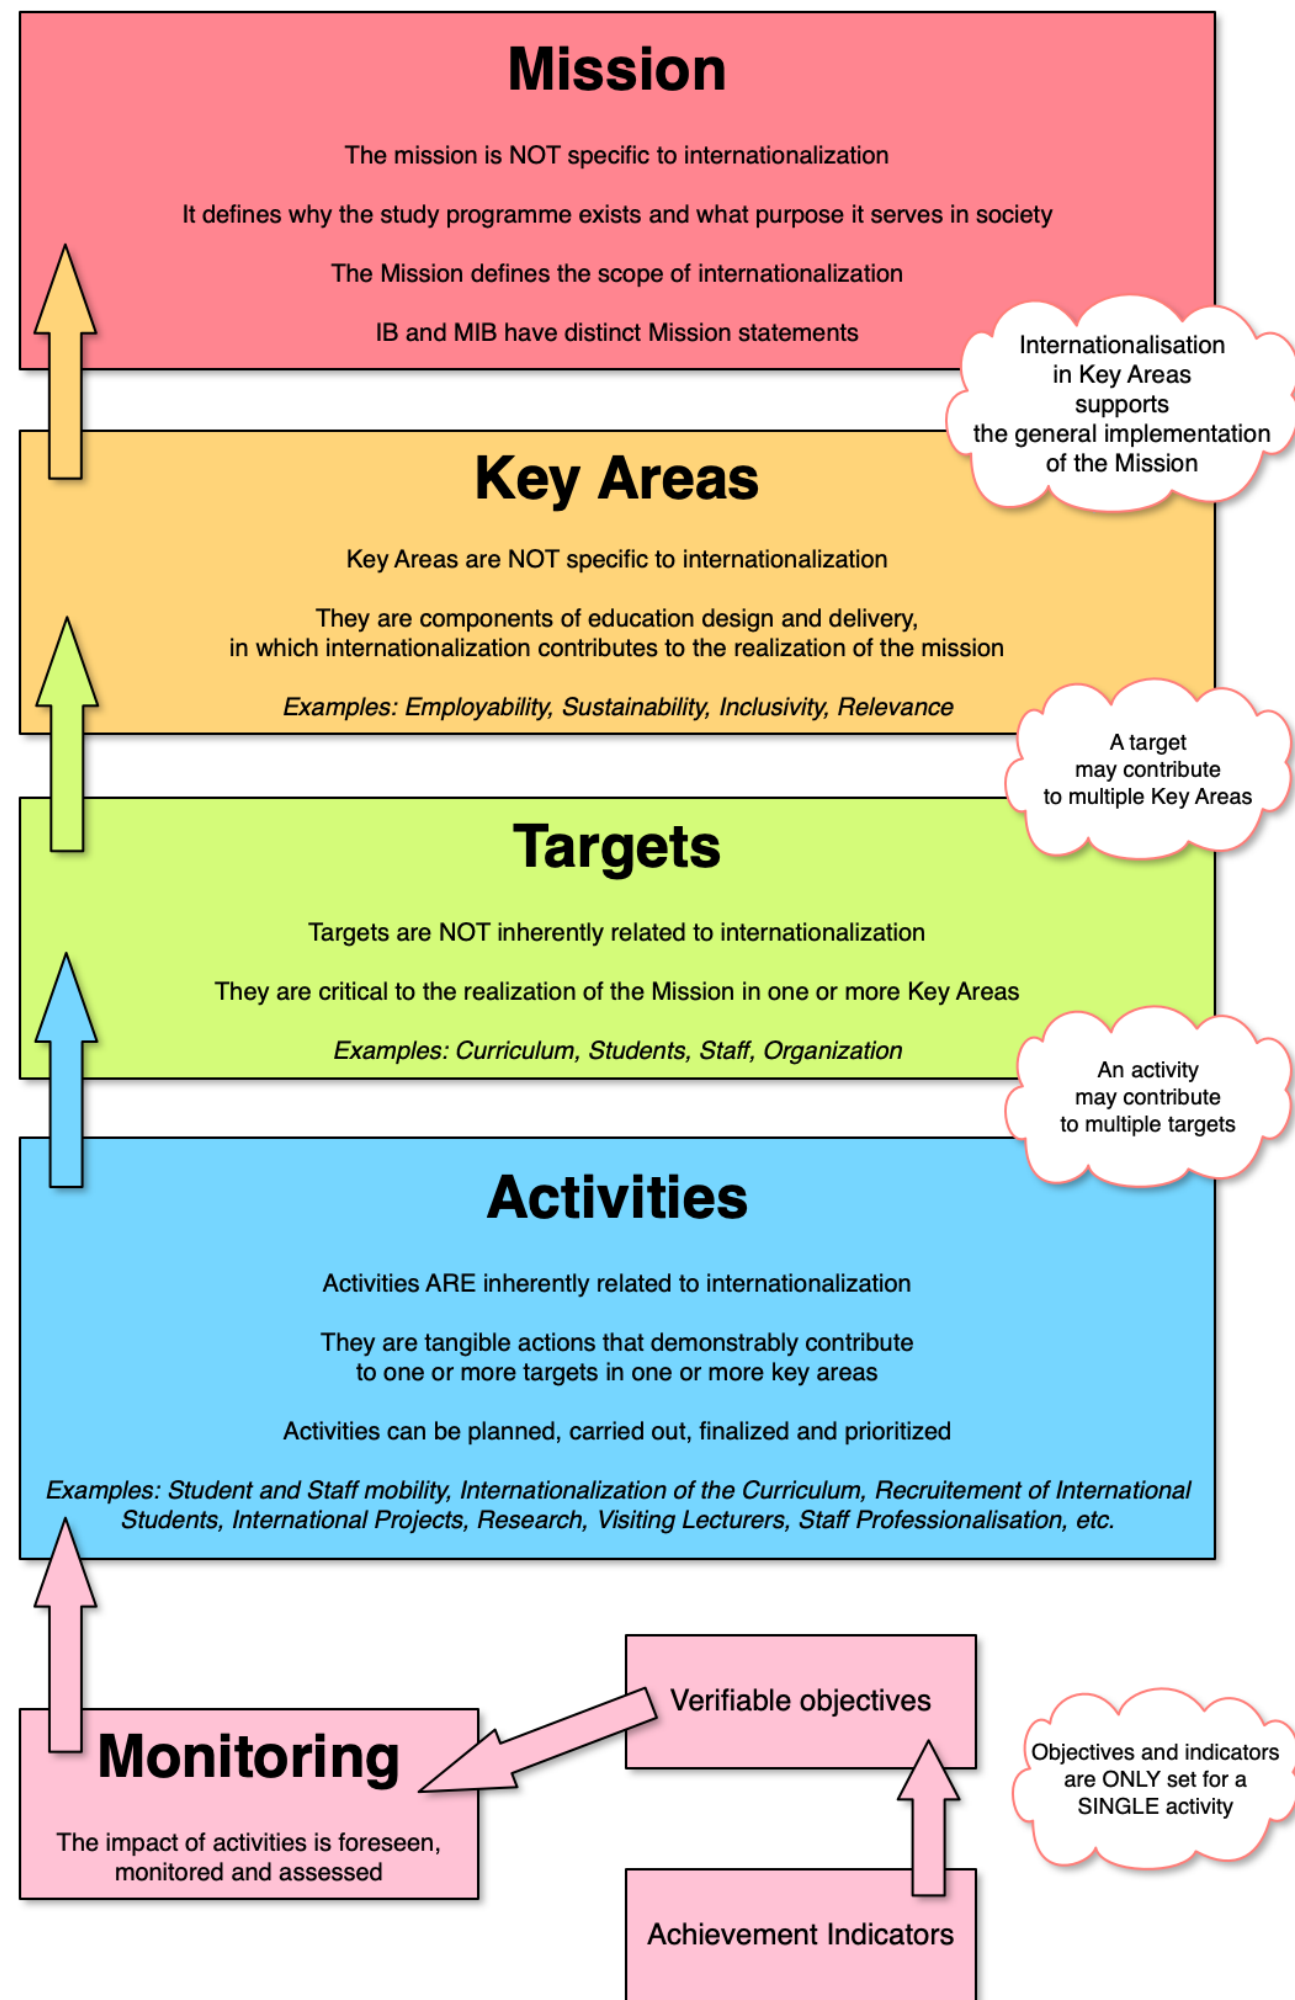 Mission
The mission is NOT specific to internationalization
It defines why the study programme exists and what purpose it serves in society
The Mission defines the scope of internationalization
IB and MIB have distinct Mission statements
Internationalisation
in Key Areas
supports
the general implementation
of the Mission
Key Areas
Key Areas are NOT specific to internationalization
They are components of education design and delivery,
in which internationalization contributes to the realization of the mission
Examples: Employability, Sustainability, Inclusivity, Relevance
A target
may contribute
to multiple Key Areas
Targets
Targets are NOT inherently related to internationalization
They are critical to the realization of the Mission in one or more Key Areas
Examples: Curriculum, Students, Staff, Organization
An activity
may contribute
to multiple targets
Activities
Activities ARE inherently related to internationalization
They are tangible actions that demonstrably contribute
to one or more targets in one or more key areas
Activities can be planned, carried out, finalized and prioritized
Examples: Student and Staff mobility, Internationalization of the Curriculum, Recruitement of International
Students, International Projects, Research, Visiting Lecturers, Staff Professionalisation, etc.
Monitoring
The impact of activities is foreseen,
monitored and assessed
Verifiable objectives
Objectives and indicators
are ONLY set for a
SINGLE activity
Achievement Indicators